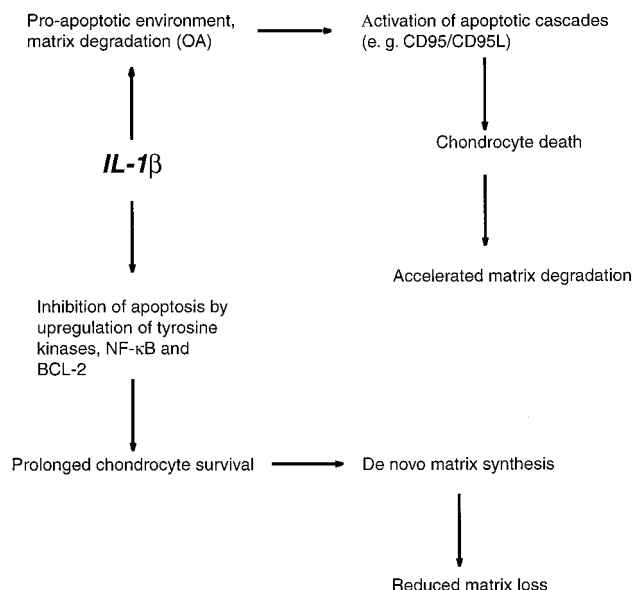 Pro-apoptotic environment,
matrix degradation (OA)
Activation of apoptotic cascades
(e. g. CD95/CD95L)
Chondrocyte death
IL-1β
Accelerated matrix degradation
Inhibition of apoptosis by
upregulation of tyrosine
kinases, NF-κB and
BCL-2
Prolonged chondrocyte survival
De novo matrix synthesis
Reduced matrix loss